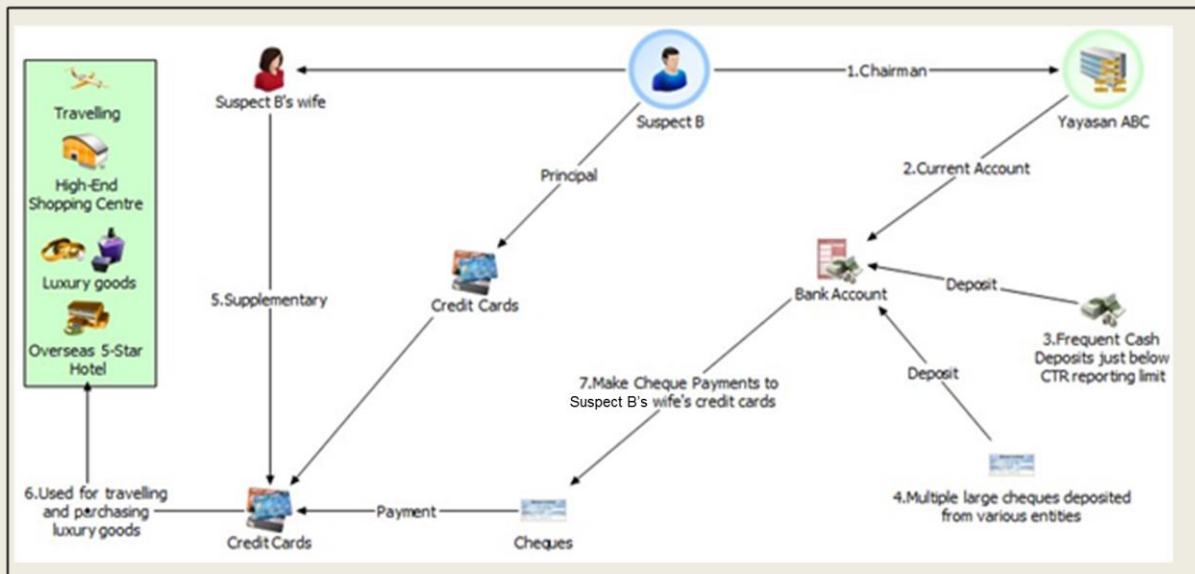 Travelling
High-End
Shopping Centre
Luxury goods
Overseas 5-Star
Hotel
Suspect B's wife
Suspect B
1.Chairman
Yayasan ABC
Principal
2.Current Account
Credit Cards
Bank Account
Deposit
3.Frequent Cash
Deposits just below
CTR reporting limit
5.Supplementary
7.Make Cheque Payments to
Suspect B's wife's credit cards
Deposit
4.Multiple large cheques deposited
from various entities
6.Used for travelling
and purchasing
luxury goods
Credit Cards
Payment
Cheques